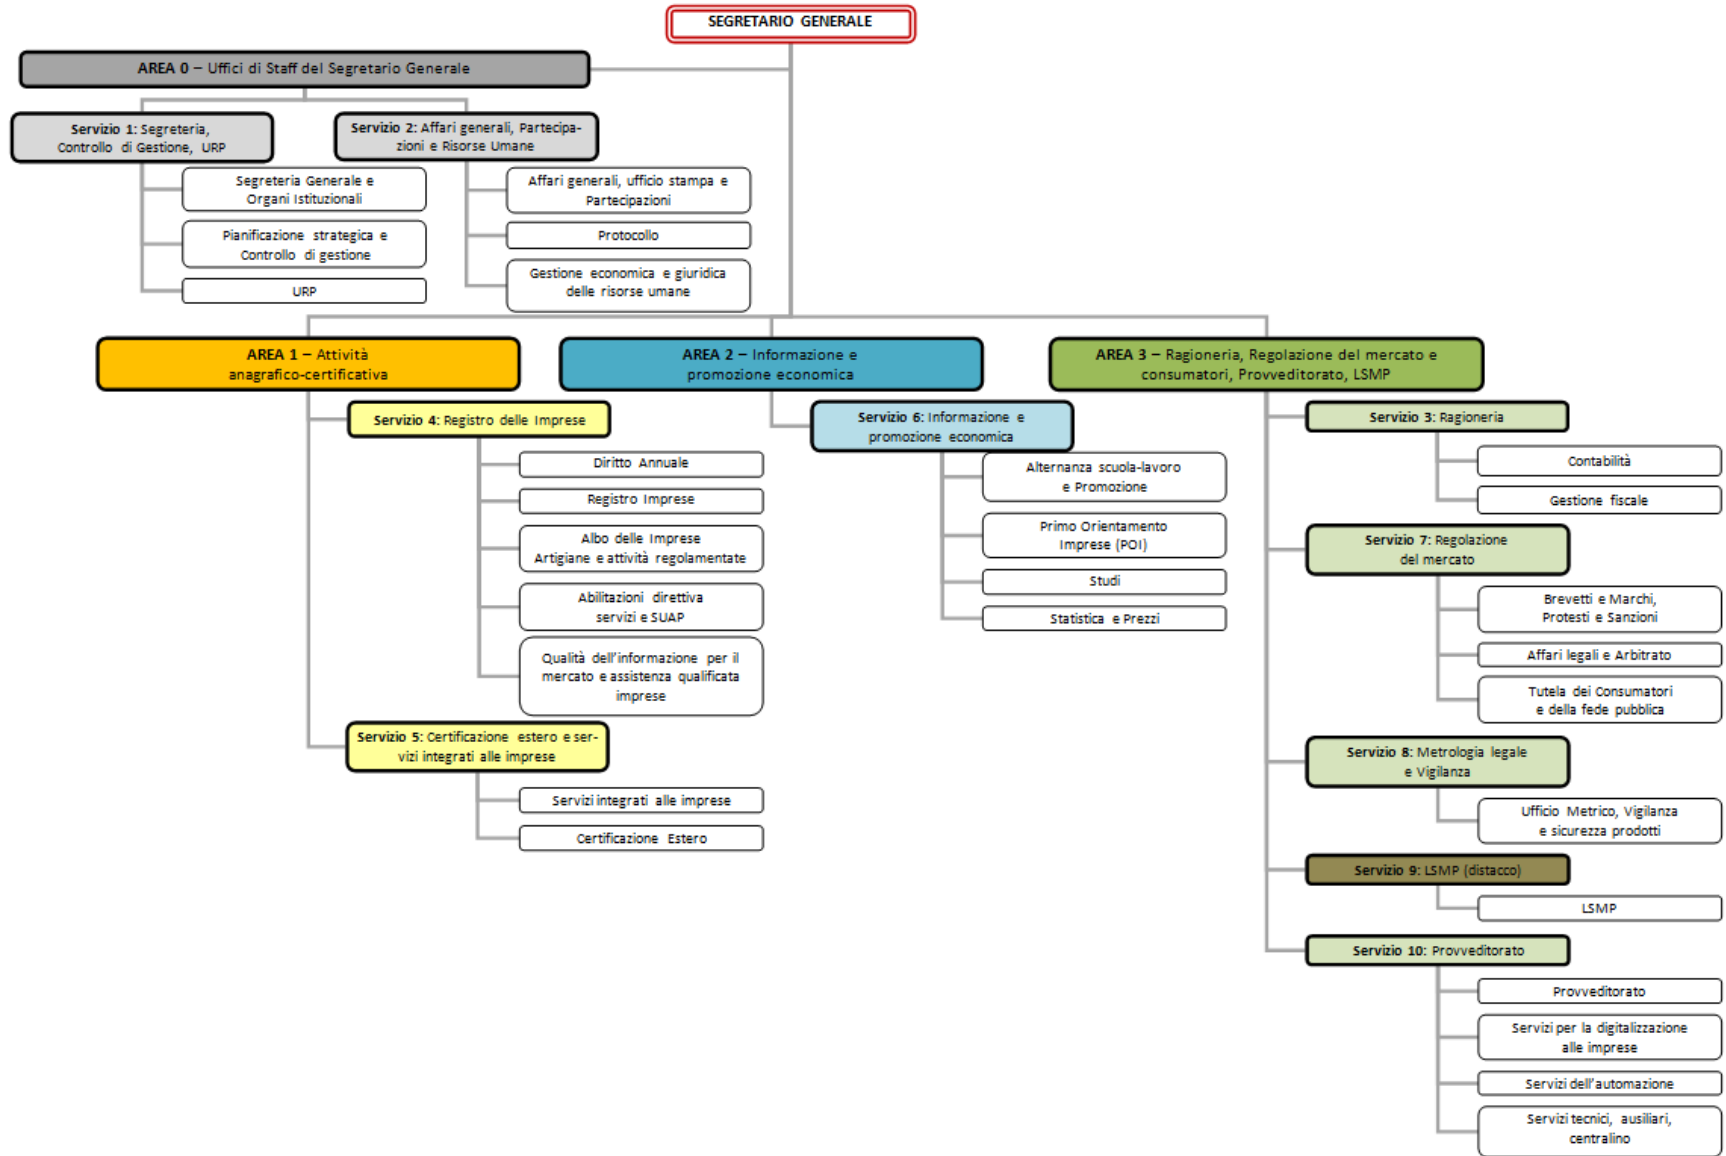 SEGRETARIO GENERALE
AREA 0 – Uffici di Staff del Segretario Generale
Servizio 1: Segreteria,
Controllo di Gestione, URP
Segreteria Generale e
Organi Istituzionali
Pianificazione strategica e
Controllo di gestione
URP
Servizio 2: Affari generali, Partecipa-
zioni e Risorse Umane
Affari generali, ufficio stampa e
Partecipazioni
Protocollo
Gestione economica e giuridica
delle risorse umane
AREA 1 – Attività
anagrafico-certificativa
Servizio 4: Registro delle Imprese
Diritto Annuale
Registro Imprese
Albo delle Imprese
Artigiane e attività regolamentate
Abilitazioni direttiva
servizi e SUAP
Qualità dell'informazione per il
mercato e assistenza qualificata
imprese
Servizio 5: Certificazione estero e ser-
vizi integrati alle imprese
Servizi integrati alle imprese
Certificazione Estero
AREA 2 – Informazione e
promozione economica
Servizio 6: Informazione e
promozione economica
Alternanza scuola-lavoro
e Promozione
Primo Orientamento
Imprese (POI)
Studi
Statistica e Prezzi
AREA 3 – Ragioneria, Regolazione del mercato e
consumatori, Provveditorato, LSMP
Servizio 3: Ragioneria
Contabilità
Gestione fiscale
Servizio 7: Regolazione
del mercato
Brevetti e Marchi,
Protesti e Sanzioni
Affari legali e Arbitrato
Tutela dei Consumatori
e della fede pubblica
Servizio 8: Metrologia legale
e Vigilanza
Ufficio Metrico, Vigilanza
e sicurezza prodotti
Servizio 9: LSMP (distacco)
LSMP
Servizio 10: Provveditorato
Provveditorato
Servizi per la digitalizzazione
alle imprese
Servizi dell'automazione
Servizi tecnici, ausiliari,
centralino